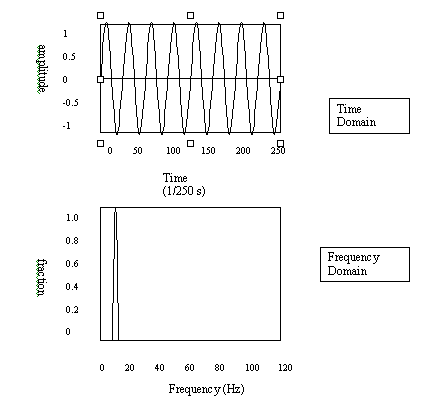 1
0.5
0
-0.5
-1
amplitude
0 50 100 150 200 250
Time
(1/250 s)
Time
Domain
1.0
0.8
0.6
0.4
0.2
0
fraction
0 20 40 60 80 100 120
Frequency (Hz)
Frequency
Domain